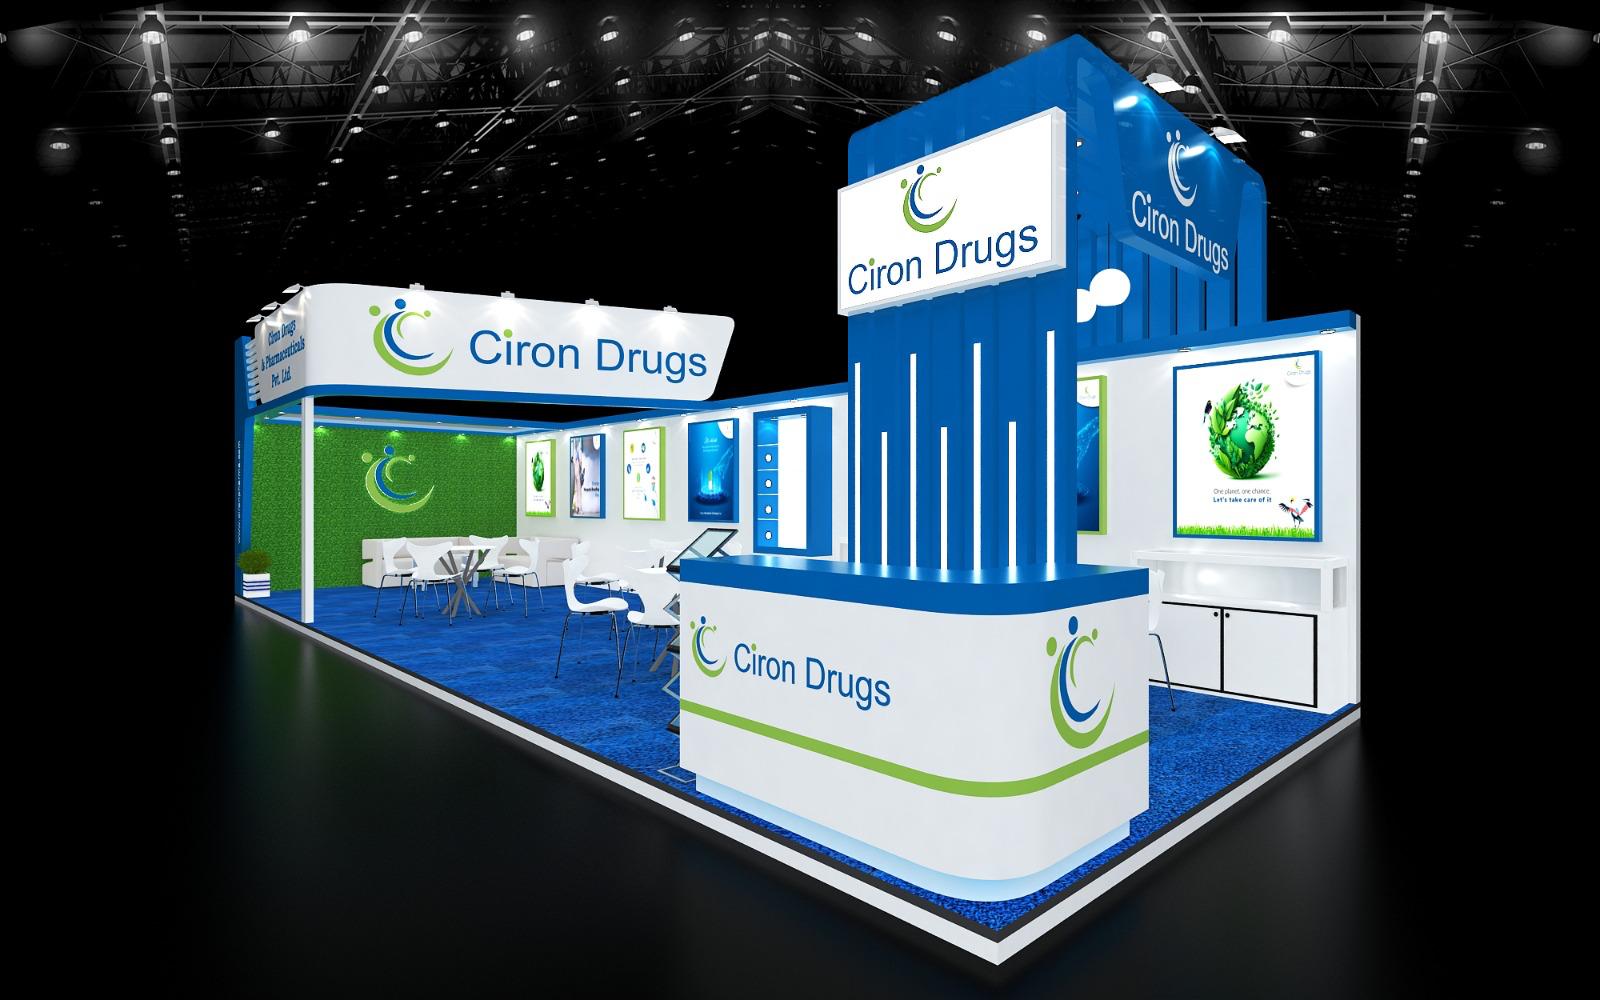 Ciron Drugs
Ciron Drugs
Ciron Drugs
& Pharmaceuticals
Pvt. Ltd.
Ciron Drugs
Ciron Drugs
One planet, one chance;
Let's take care of it
Ciron Drugs